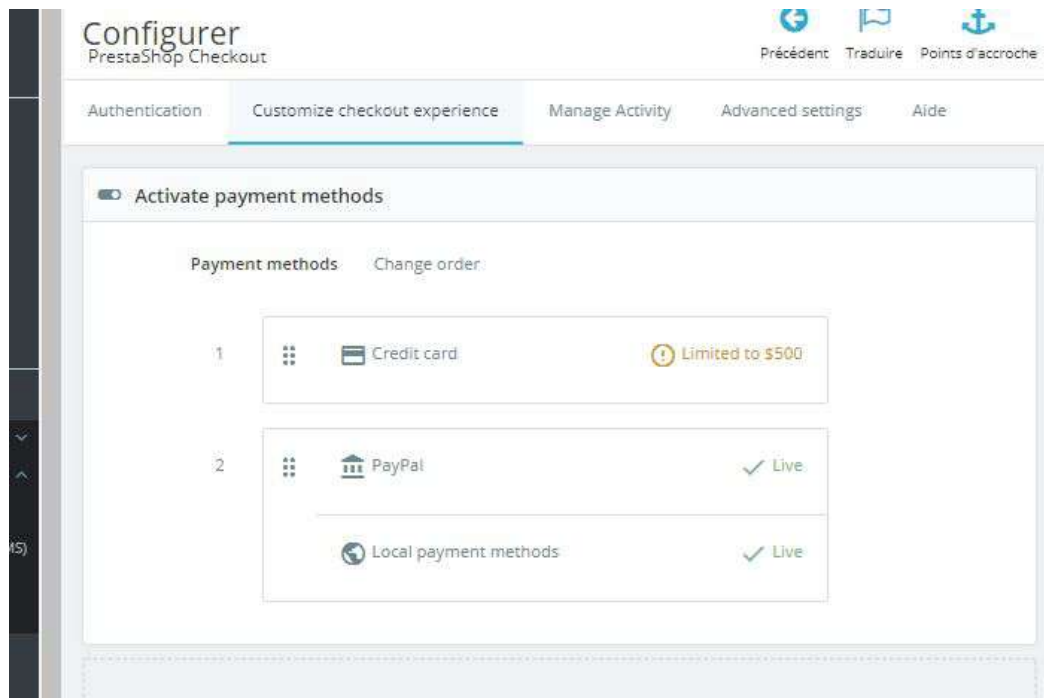 Configurer
PrestaShop Checkout
Précédent Traduire Points d'accroche
Authentication Customize checkout experience Manage Activity Advanced settings Aide
Activate payment methods
Payment methods Change order
1 Credit card Limited to $500
2 PayPal Live
Local payment methods Live